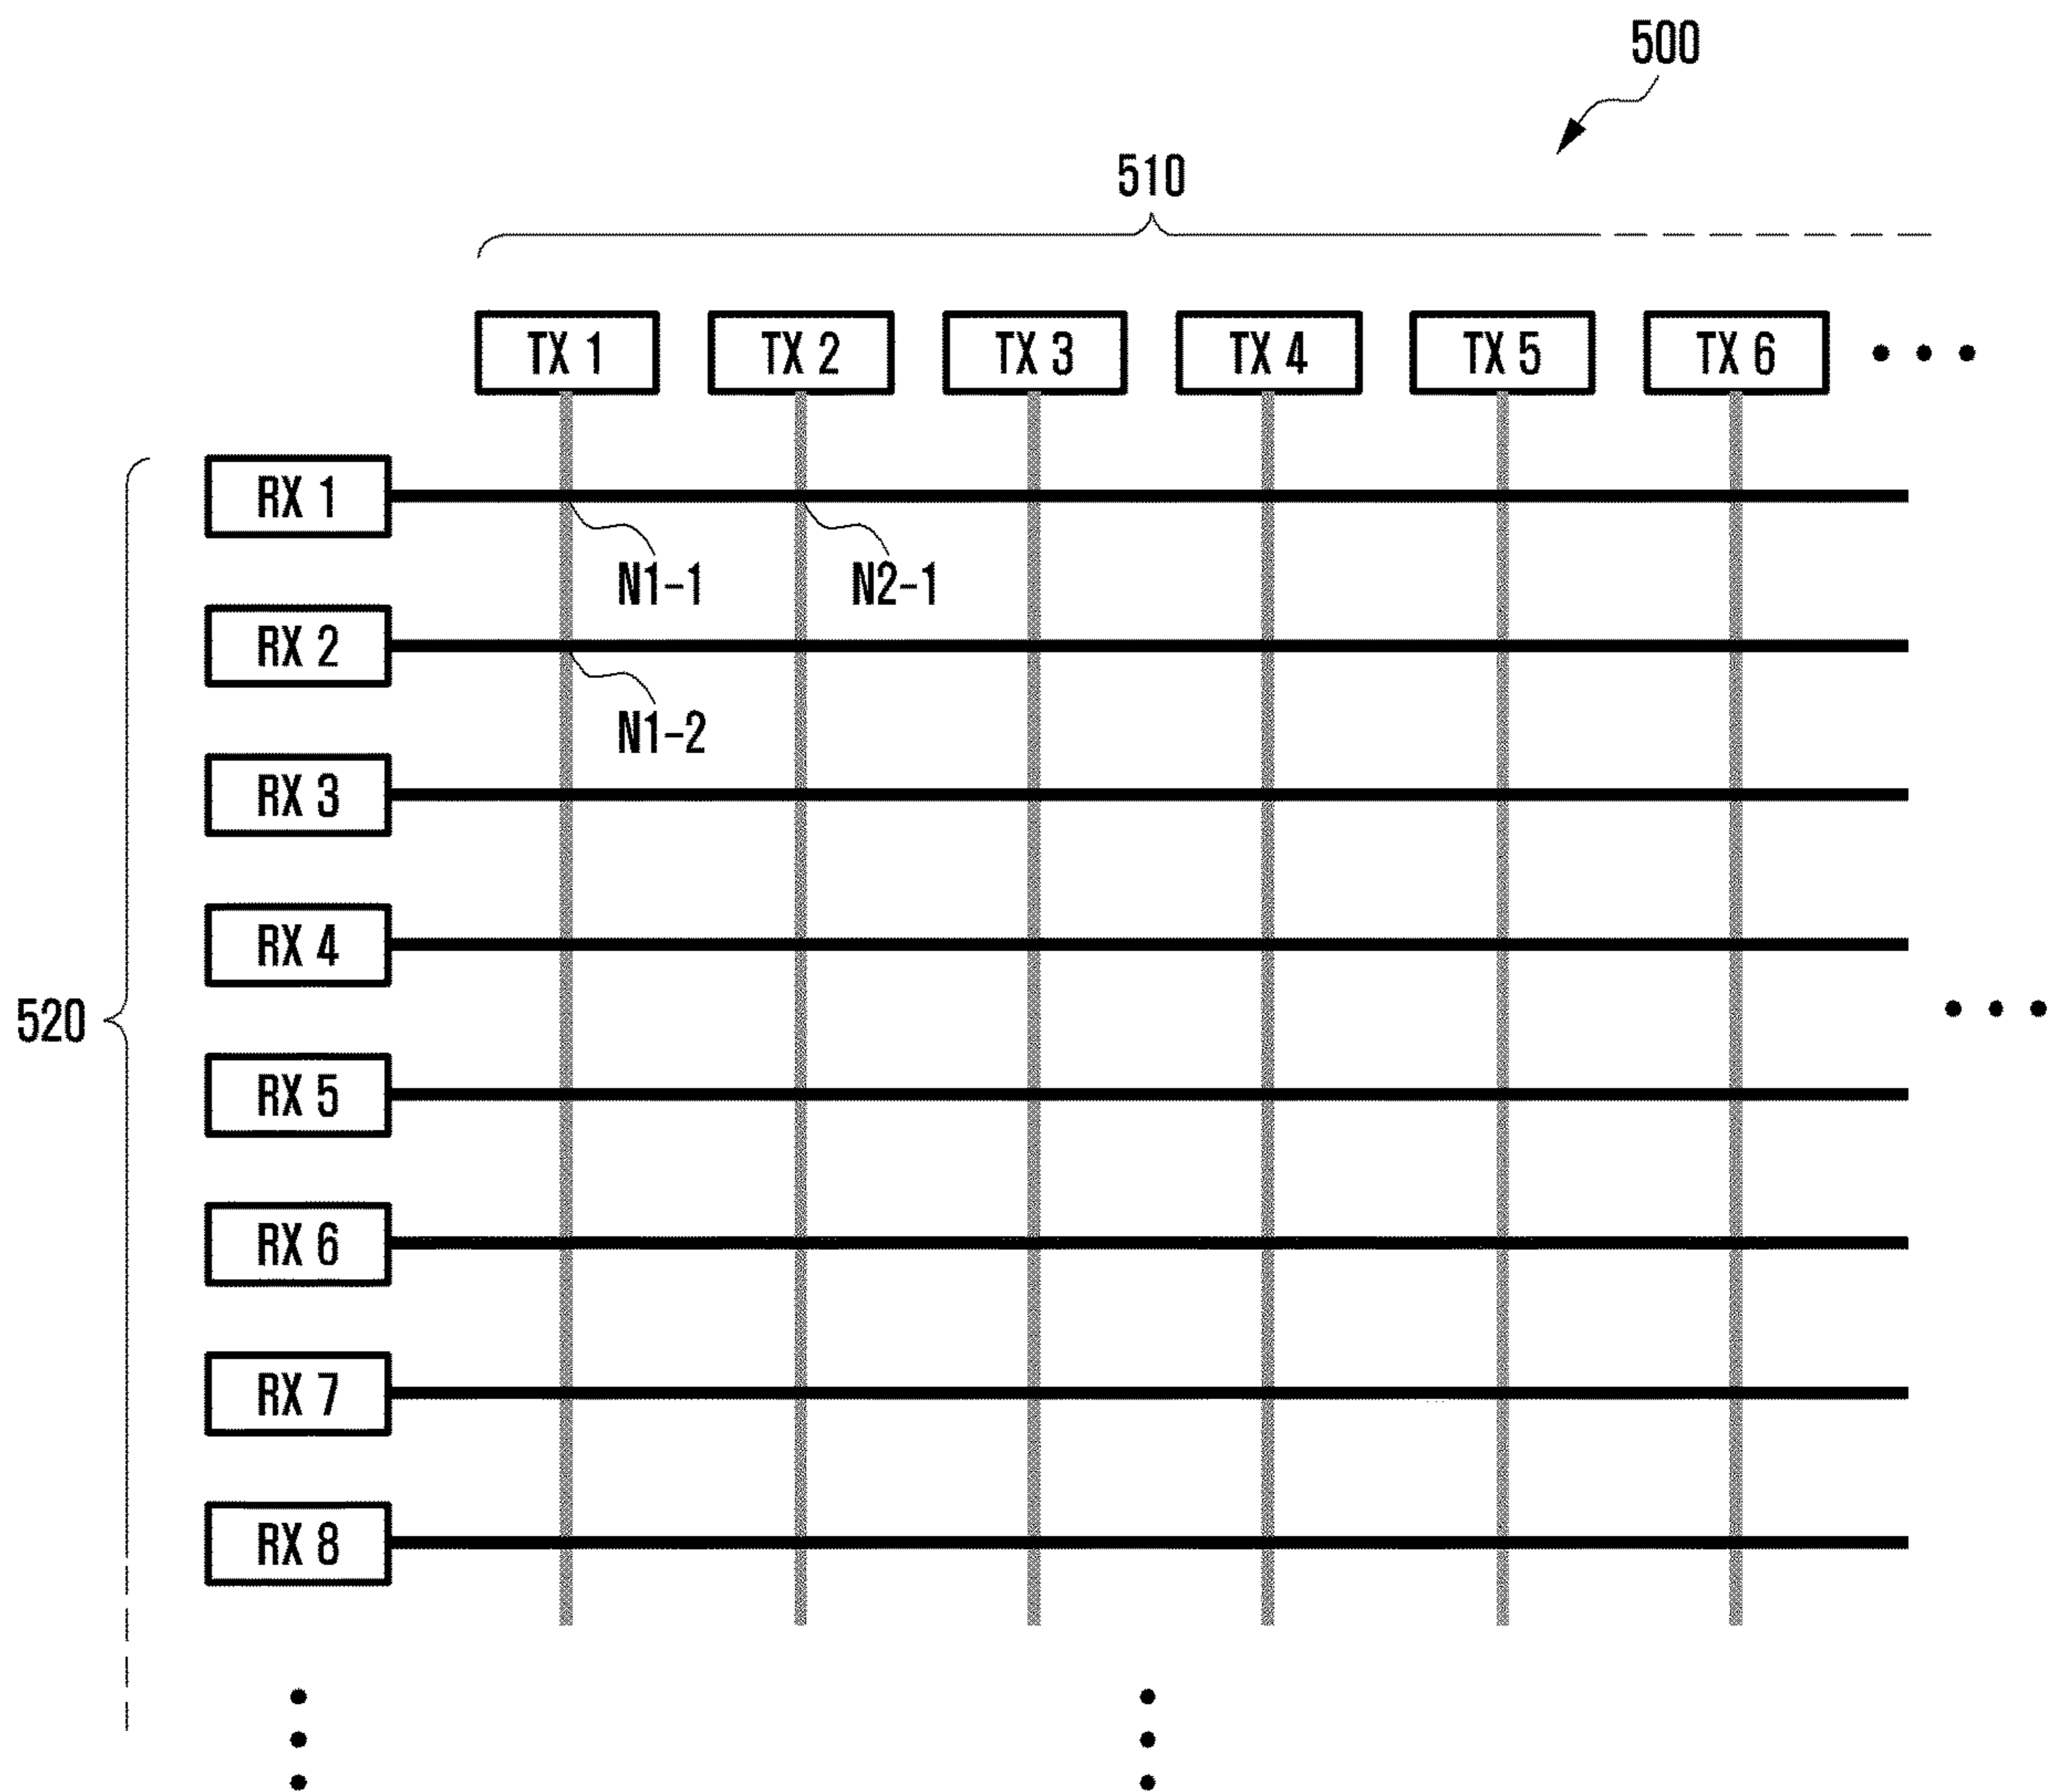 500
510
TX 1 TX 2 TX 3 TX 4 TX 5 TX 6
RX 1
N1-1 N2-1
RX 2
N1-2
RX 3
RX 4
520
RX 5
RX 6
RX 7
RX 8